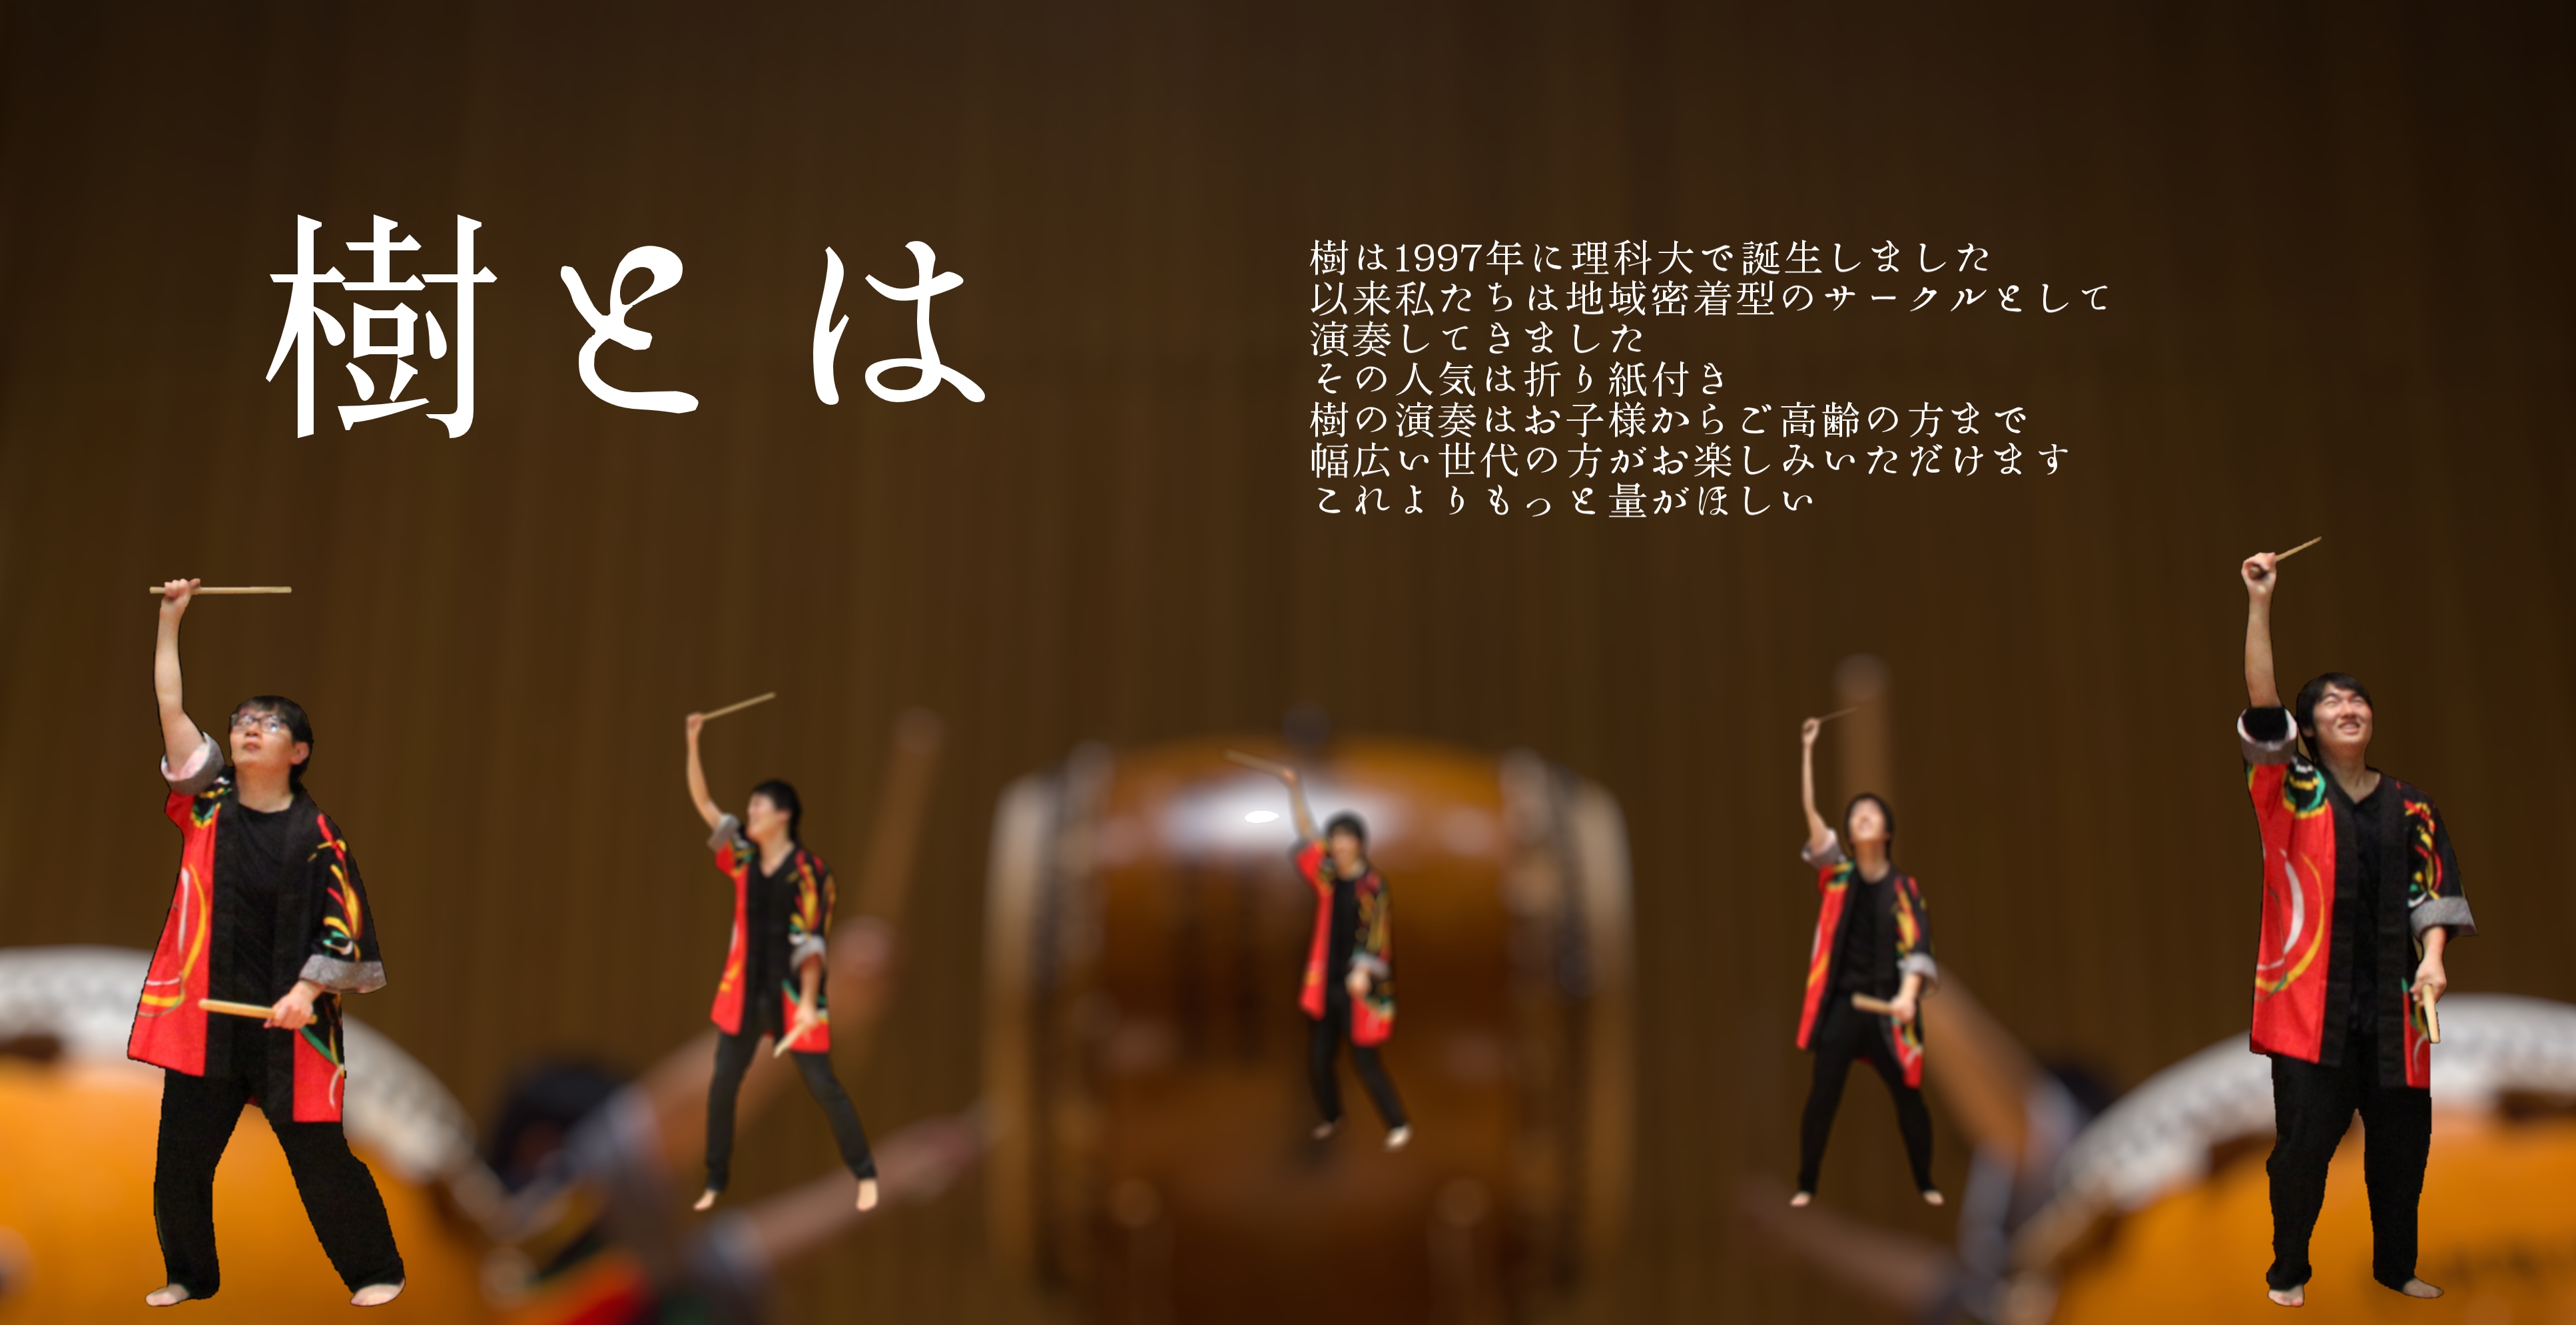 樹とは
樹は1997年に理科大で誕生しました
以来私たちは地域密着型のサークルとして
演奏してきました
その人気は折り紙付き
樹の演奏はお子様からご高齢の方まで
幅広い世代の方がお楽しみいただけます
これよりもっと量がほしい